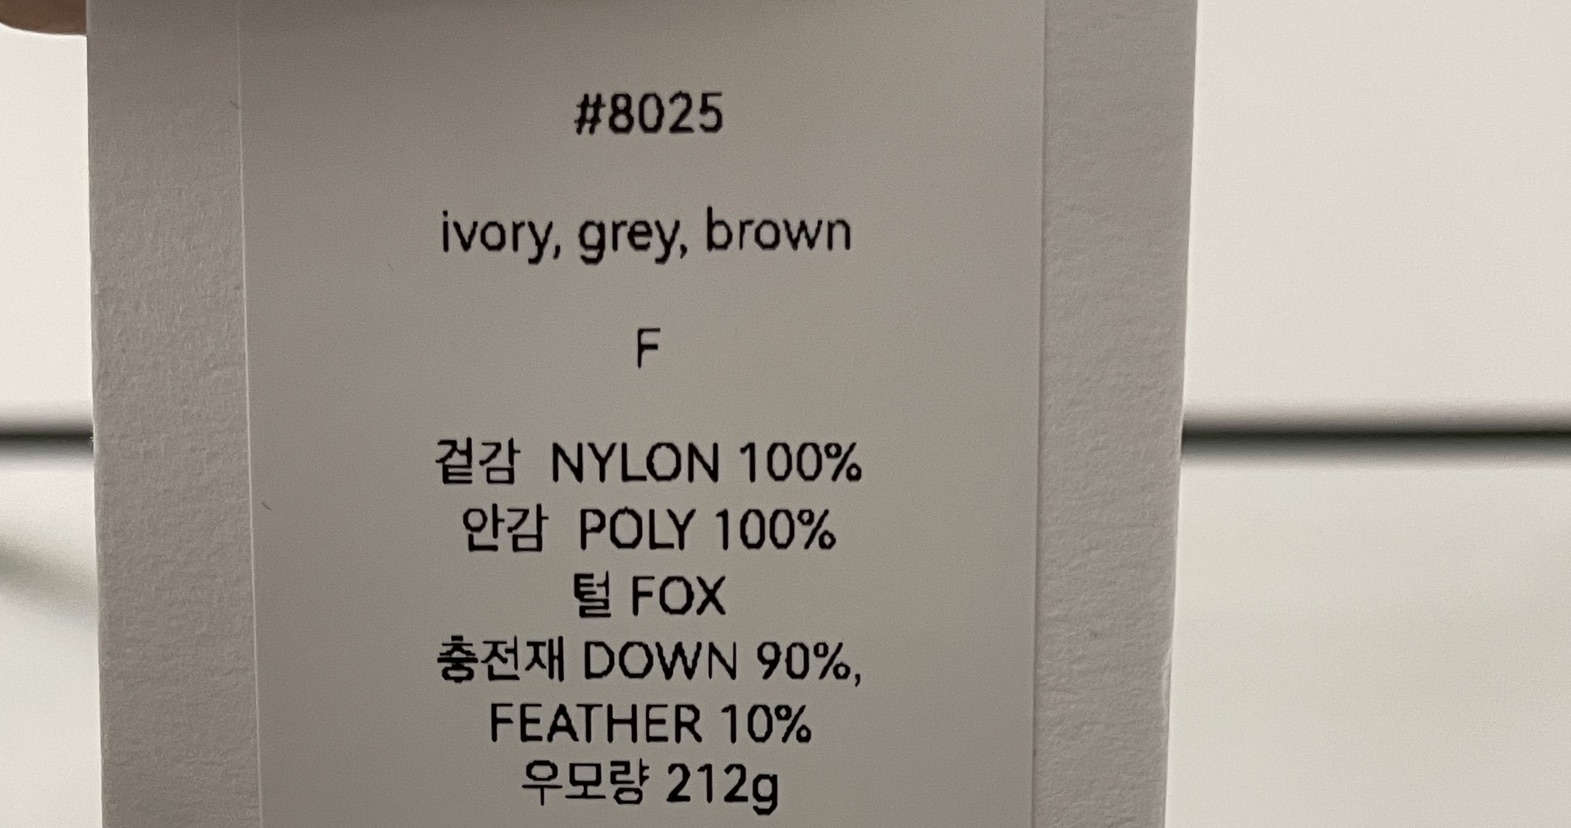 #8025
ivory, grey, brown
F
겉감 NYLON 100%
안감 POLY 100%
털 FOX
충전재 DOWN 90%,
FEATHER 10%
우모량 212g